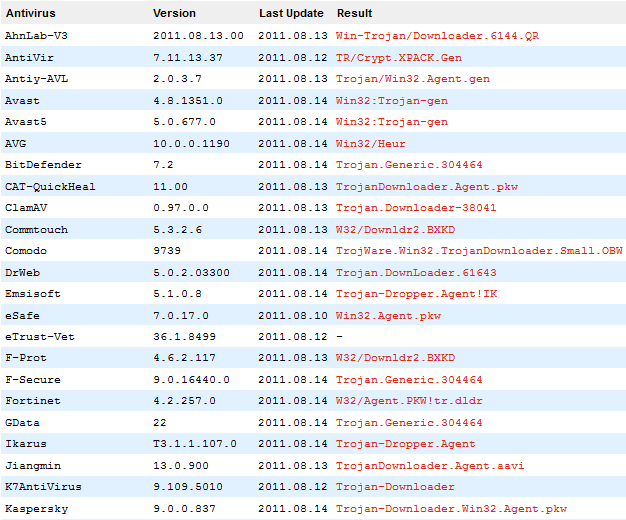 Antivirus Version Last Update Result
AhnLab-V3 2011.08.13.00 2011.08.13 Win-Trojan/Downloader.6144.QR
AntiVir 7.11.13.37 2011.08.12 TR/Crypt.XPACK.Gen
Antiy-AVL 2.0.3.7 2011.08.13 Trojan/Win32.Agent.gen
Avast 4.8.1351.0 2011.08.14 Win32:Trojan-gen
Avast5 5.0.677.0 2011.08.14 Win32:Trojan-gen
AVG 10.0.0.1190 2011.08.14 Win32/Heur
BitDefender 7.2 2011.08.14 Trojan.Generic.304464
CAT-QuickHeal 11.00 2011.08.13 TrojanDownloader.Agent.pkw
ClamAV 0.97.0.0 2011.08.13 Trojan.Downloader-38041
Commtouch 5.3.2.6 2011.08.13 W32/Downldr2.BXKD
Comodo 9739 2011.08.14 TrojWare.Win32.TrojanDownloader.Small.OBW
DrWeb 5.0.2.03300 2011.08.14 Trojan.DownLoader.61643
Emsisoft 5.1.0.8 2011.08.14 Trojan-Dropper.Agent!IK
eSafe 7.0.17.0 2011.08.10 Win32.Agent.pkw
eTrust-Vet 36.1.8499 2011.08.12 -
F-Prot 4.6.2.117 2011.08.13 W32/Downldr2.BXKD
F-Secure 9.0.16440.0 2011.08.14 Trojan.Generic.304464
Fortinet 4.2.257.0 2011.08.14 W32/Agent.PKW!tr.dldr
GData 22 2011.08.14 Trojan.Generic.304464
Ikarus T3.1.1.107.0 2011.08.14 Trojan-Dropper.Agent
Jiangmin 13.0.900 2011.08.13 TrojanDownloader.Agent.aavi
K7AntiVirus 9.109.5010 2011.08.12 Trojan-Downloader
Kaspersky 9.0.0.837 2011.08.14 Trojan-Downloader.Win32.Agent.pkw